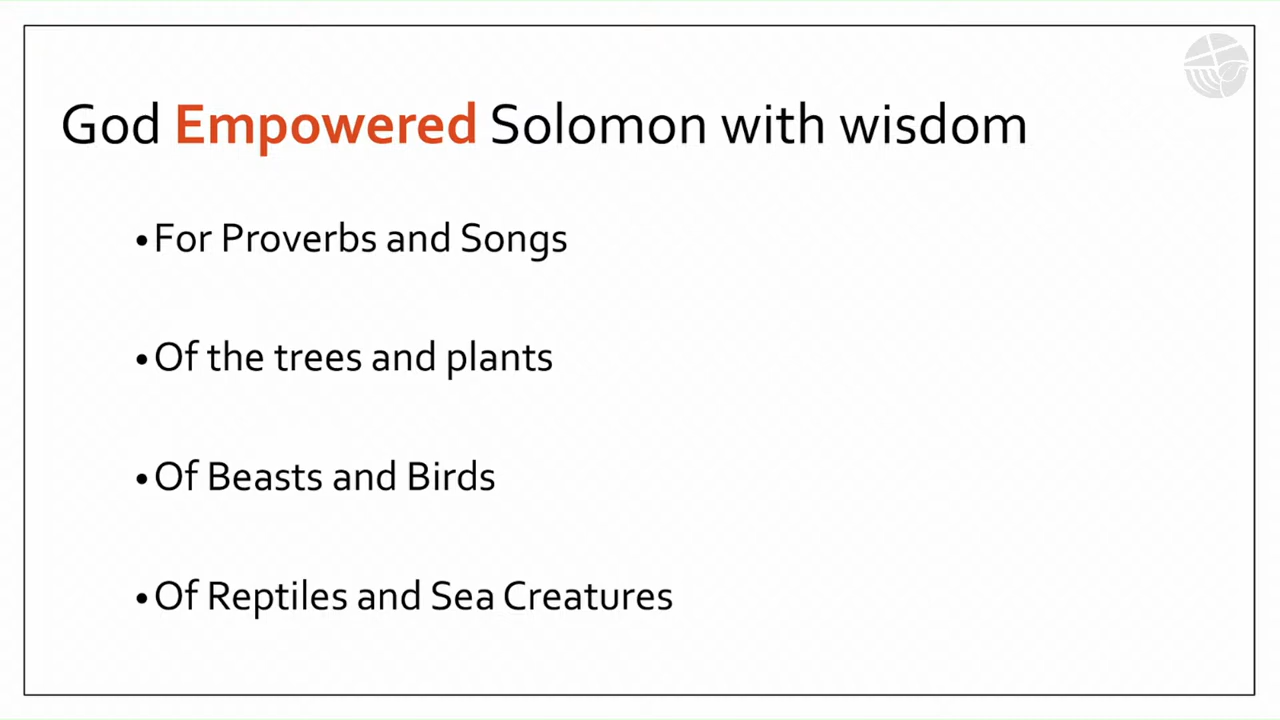 God Empowered Solomon with wisdom
•For Proverbs and Songs
•Of the trees and plants
•Of Beasts and Birds
•Of Reptiles and Sea Creatures